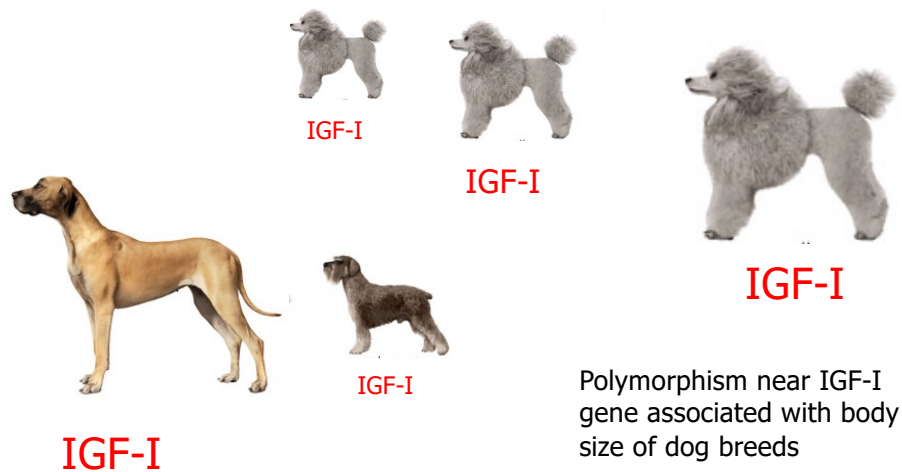 IGF-I
IGF-I
IGF-I
IGF-I
IGF-I
Polymorphism near IGF-I
gene associated with body
size of dog breeds